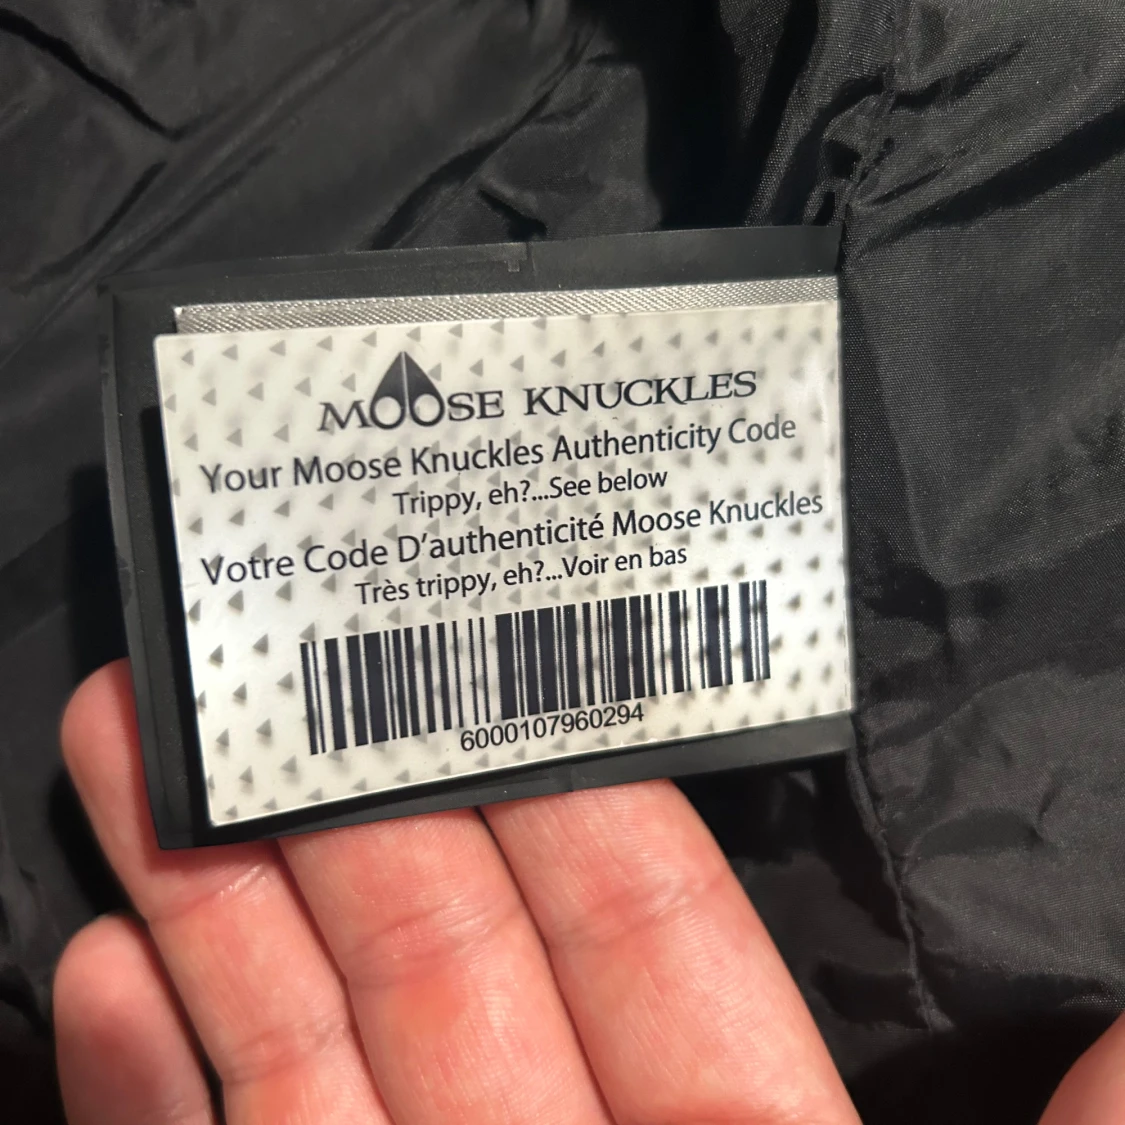 MOOSE KNUCKLES
Your Moose Knuckles Authenticity Code
Trippy, eh?...See below
Votre Code D'authenticité Moose Knuckles
Très trippy, eh?...Voir en bas
6000107960294